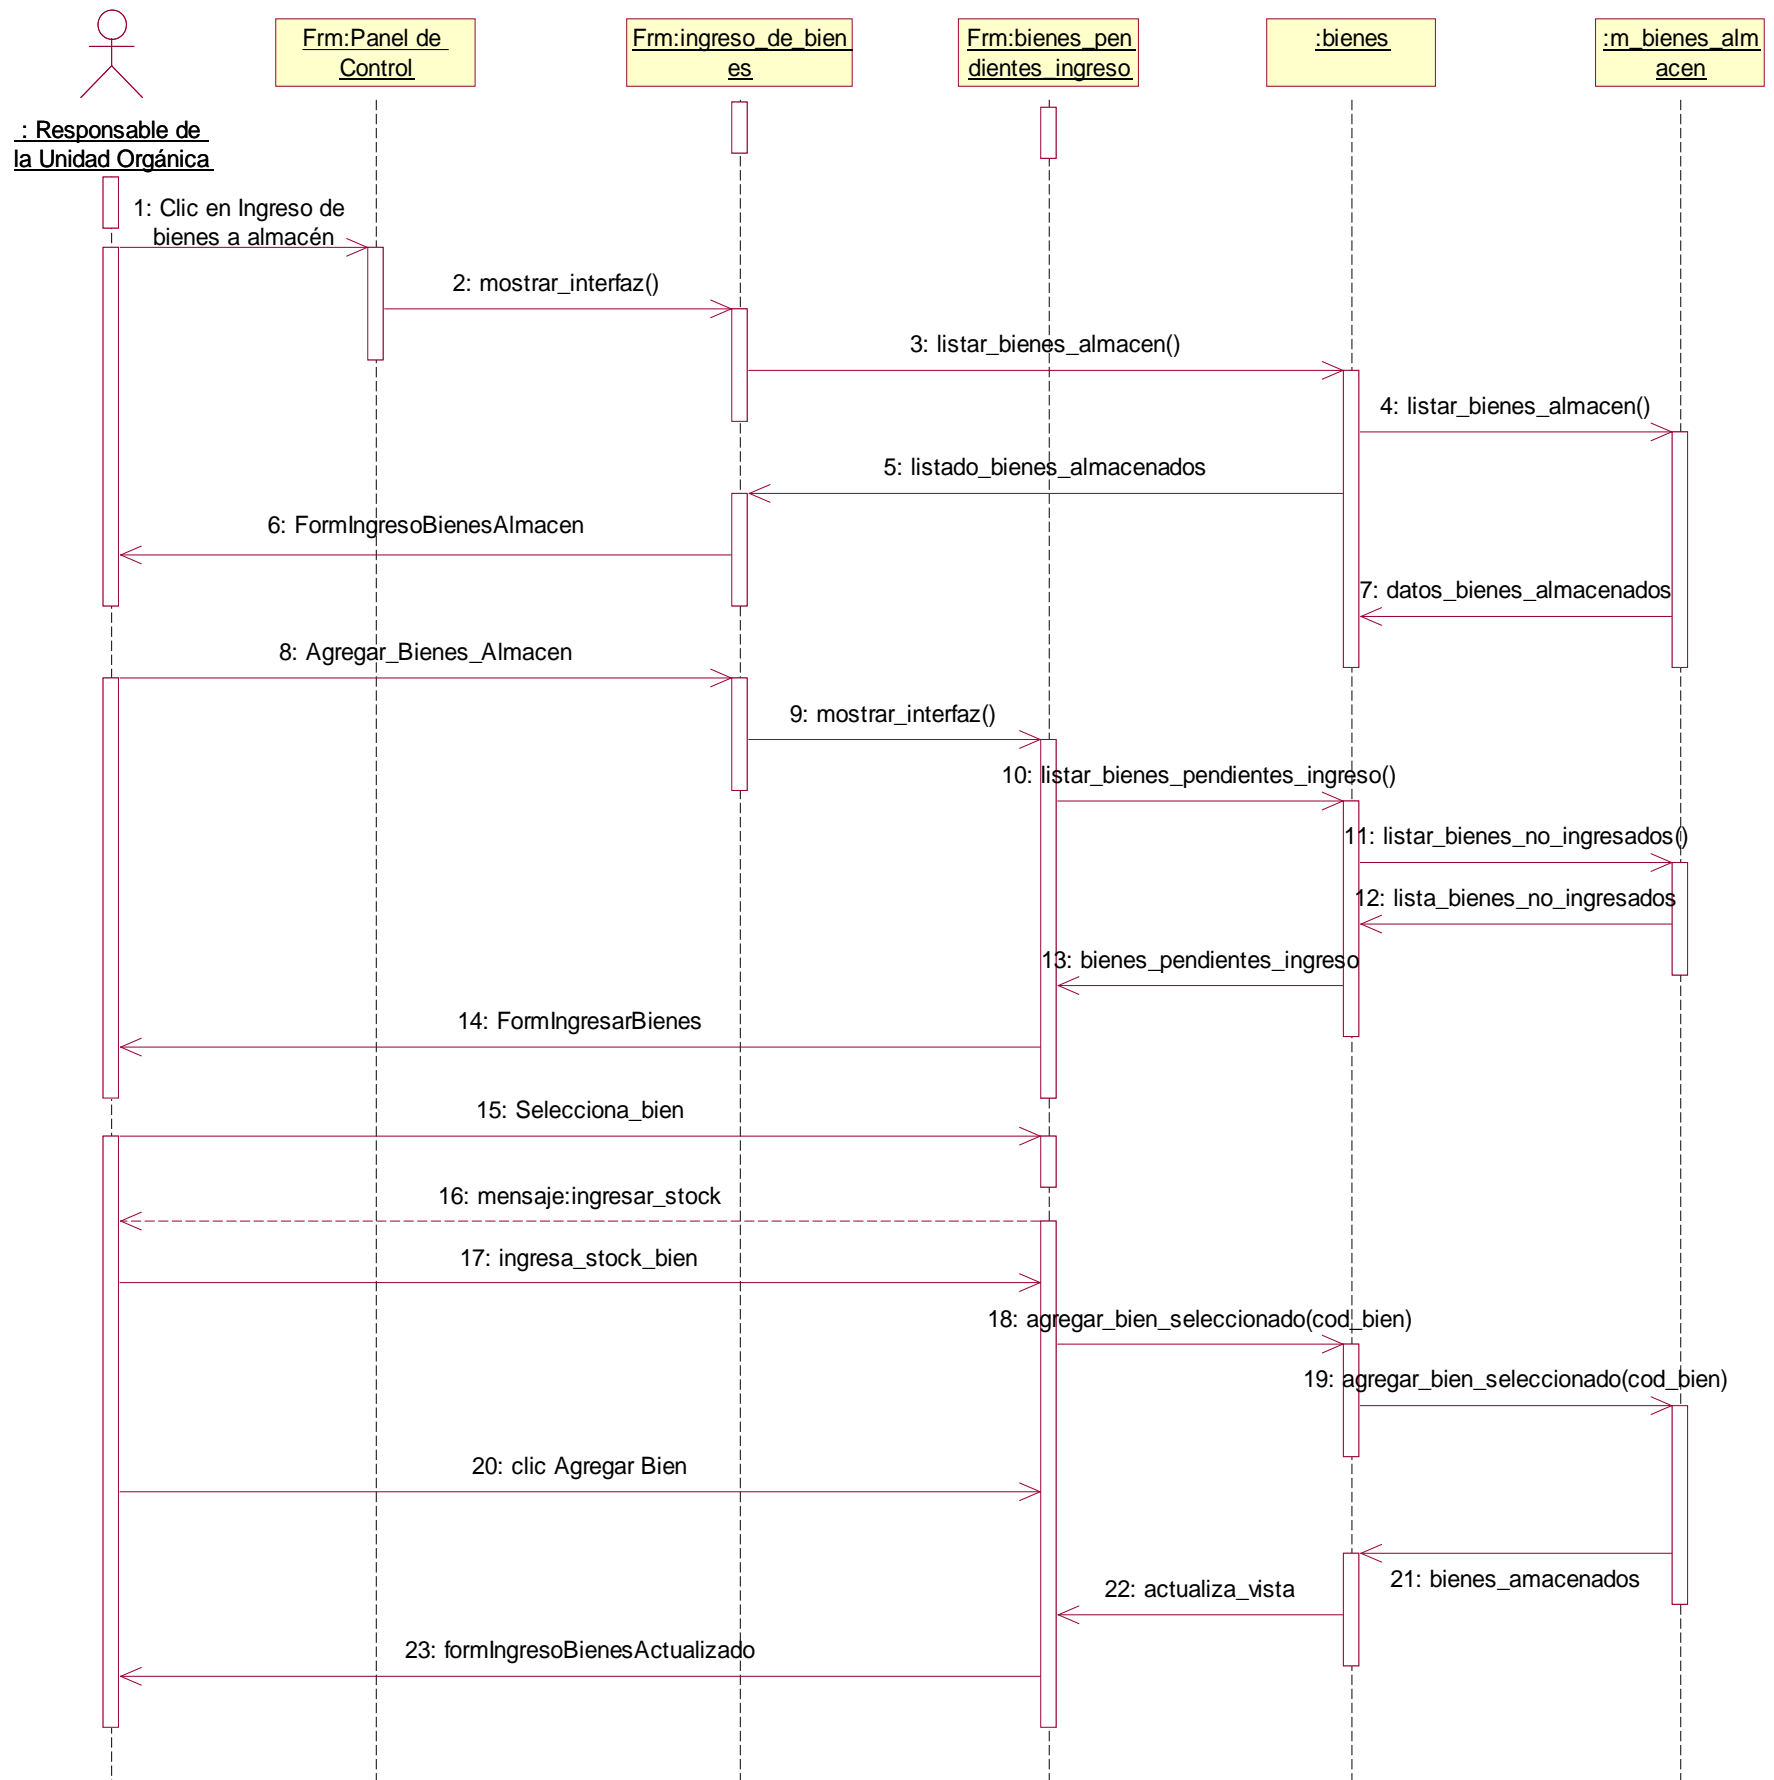 : Responsable de
la Unidad Orgánica
Frm:Panel de
Control
Frm:ingreso_de_bien
es
Frm:bienes_pen
dientes_ingreso
:bienes
:m_bienes_alm
acen
1: Clic en Ingreso de
bienes a almacén
2: mostrar_interfaz()
3: listar_bienes_almacen()
4: listar_bienes_almacen()
5: listado_bienes_almacenados
6: FormIngresoBienesAlmacen
7: datos_bienes_almacenados
8: Agregar_Bienes_Almacen
9: mostrar_interfaz()
10: listar_bienes_pendientes_ingreso()
11: listar_bienes_no_ingresados()
12: lista_bienes_no_ingresados
13: bienes_pendientes_ingreso
14: FormIngresarBienes
15: Selecciona_bien
16: mensaje:ingresar_stock
17: ingresa_stock_bien
18: agregar_bien_seleccionado(cod_bien)
19: agregar_bien_seleccionado(cod_bien)
20: clic Agregar Bien
21: bienes_amacenados
22: actualiza_vista
23: formIngresoBienesActualizado